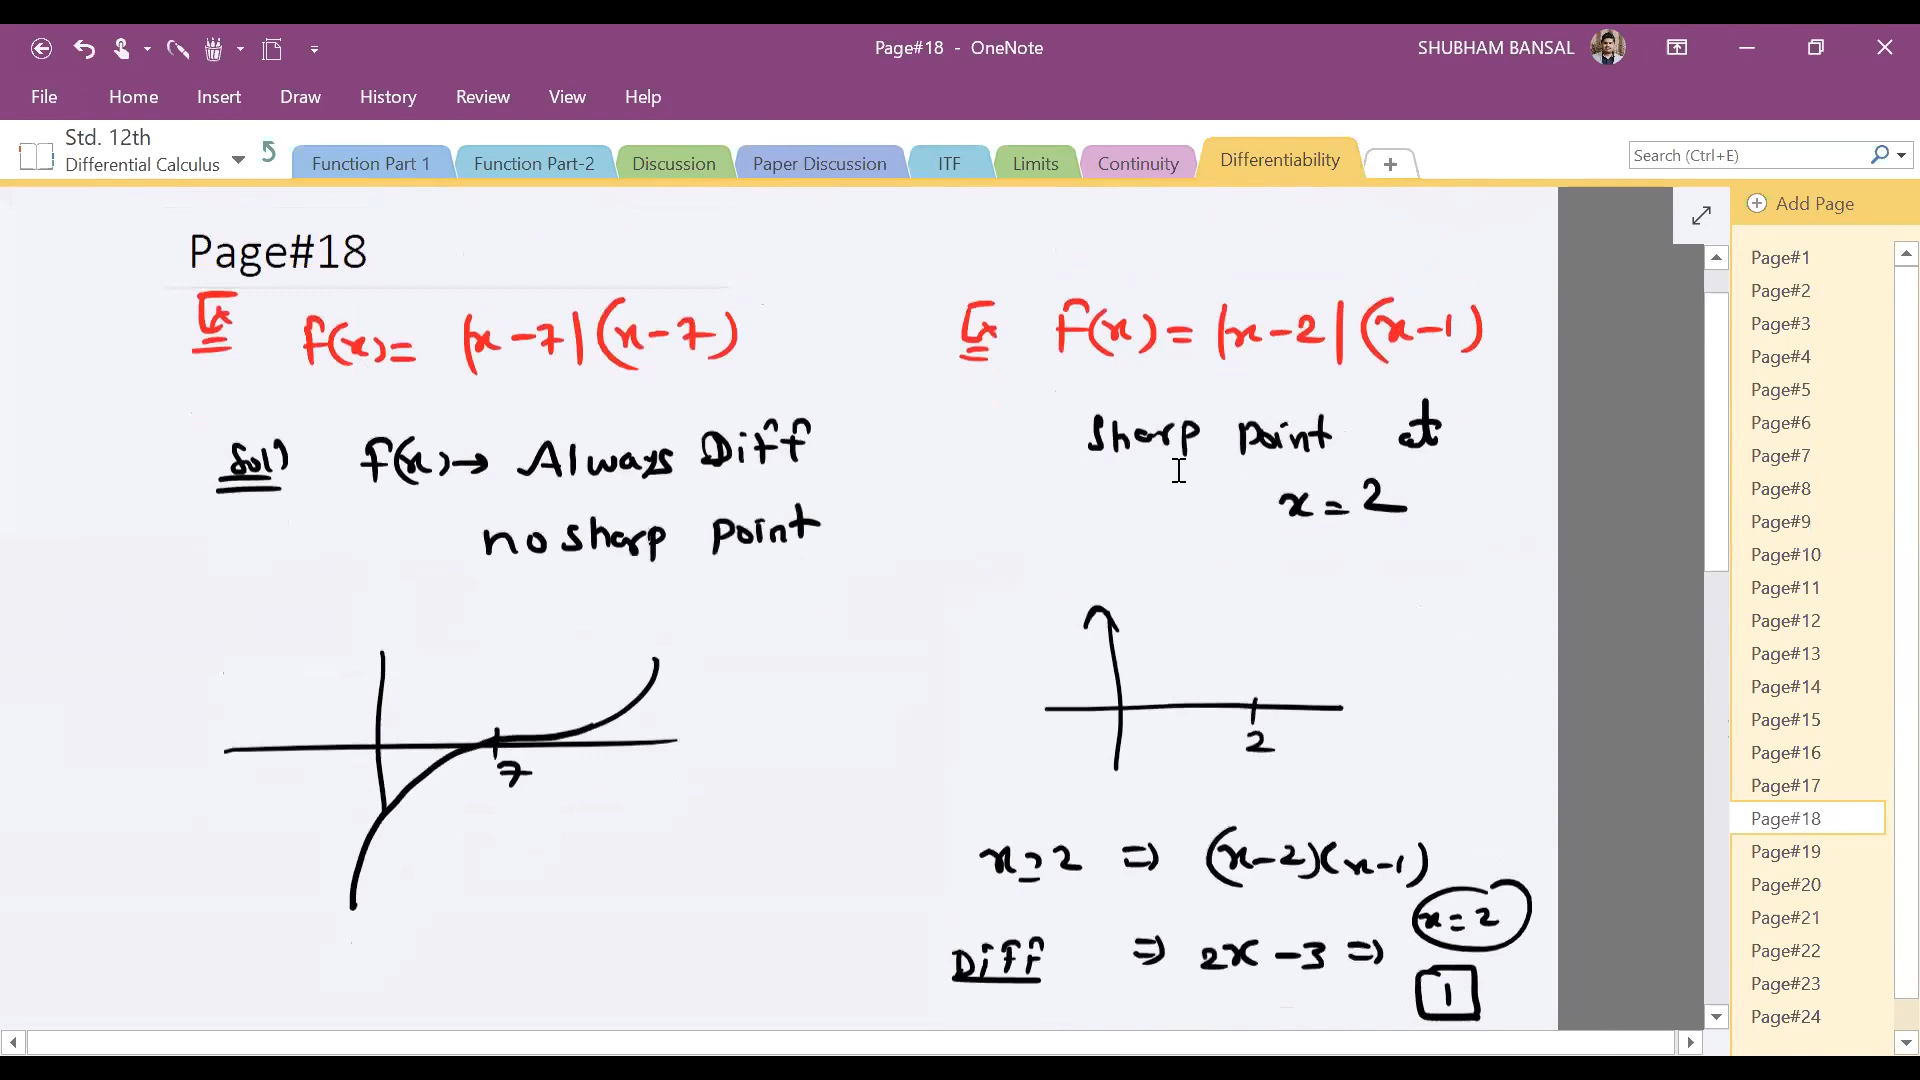 Page#18 - OneNote
SHUBHAM BANSAL
File Home Insert Draw History Review View Help
Std. 12th
Differential Calculus
Function Part 1 Function Part-2 Discussion Paper Discussion ITF Limits Continuity Differentiability
Search (Ctrl+E)
Add Page
Page#18
Ex f(x) = |x-7| (x-7)
Sol) f(x) → Always Diff
no sharp point
7
Ex f(x) = |x-2| (x-1)
Sharp point at
x = 2
2
x ≥ 2 ⇒ (x-2)(x-1)
x = 2
Diff ⇒ 2x - 3 ⇒
1
Page#1
Page#2
Page#3
Page#4
Page#5
Page#6
Page#7
Page#8
Page#9
Page#10
Page#11
Page#12
Page#13
Page#14
Page#15
Page#16
Page#17
Page#18
Page#19
Page#20
Page#21
Page#22
Page#23
Page#24